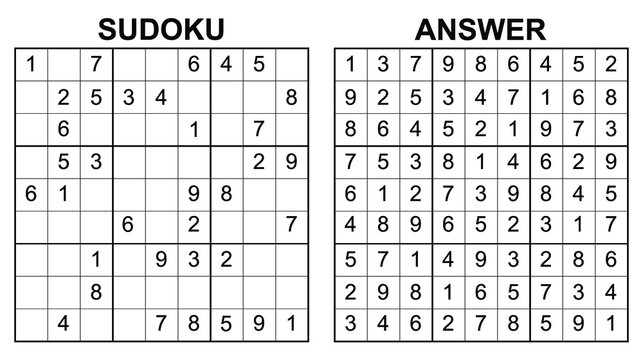 SUDOKU
1 7 6 4 5
2 5 3 4 8
6 1 7
5 3 2 9
6 1 9 8
6 2 7
1 9 3 2
8
4 7 8 5 9 1
ANSWER
1 3 7 9 8 6 4 5 2
9 2 5 3 4 7 1 6 8
8 6 4 5 2 1 9 7 3
7 5 3 8 1 4 6 2 9
6 1 2 7 3 9 8 4 5
4 8 9 6 5 2 3 1 7
5 7 1 4 9 3 2 8 6
2 9 8 1 6 5 7 3 4
3 4 6 2 7 8 5 9 1